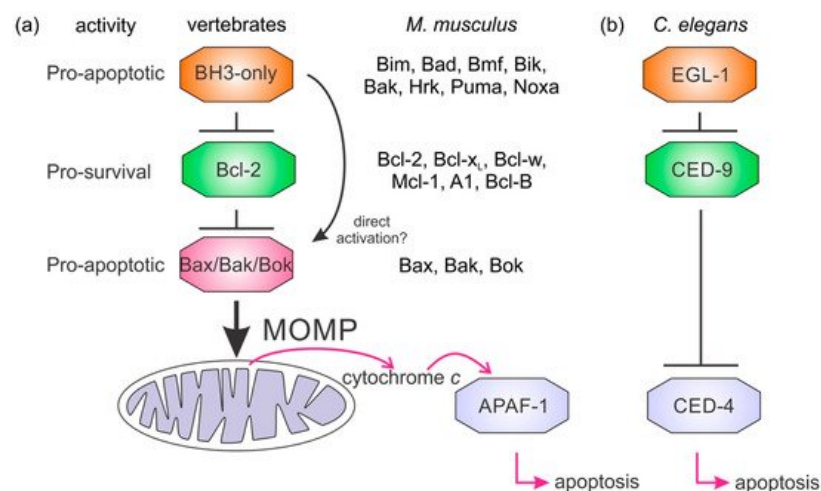 (a) activity vertebrates M. musculus (b) C. elegans
Pro-apoptotic BH3-only Bim, Bad, Bmf, Bik, EGL-1
Bak, Hrk, Puma, Noxa
Pro-survival Bcl-2 Bcl-2, Bcl-xL, Bcl-w, CED-9
Mcl-1, A1, Bcl-B
direct
activation?
Pro-apoptotic Bax/Bak/Bok Bax, Bak, Bok
MOMP
cytochrome c
APAF-1 CED-4
apoptosis apoptosis